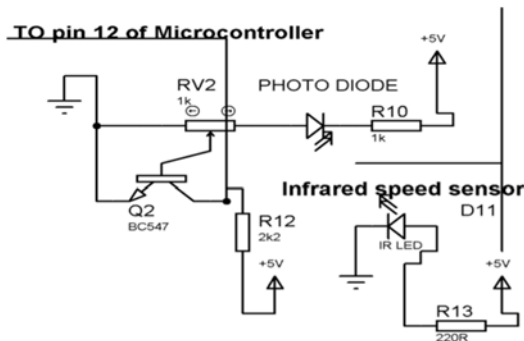 TO pin 12 of Microcontroller
+5V
RV2
1k
PHOTO DIODE
R10
1k
Infrared speed sensor
D11
Q2
BC547
R12
2k2
IR LED
+5V
+5V
R13
220R